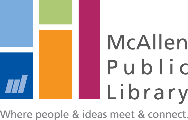 McAllen
Public
Library
Where people & ideas meet & connect.